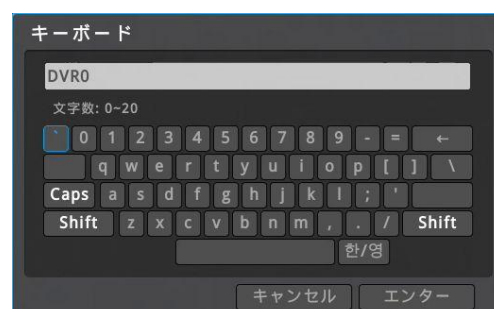 キーボード
DVR0
文字数: 0~20
` 0 1 2 3 4 5 6 7 8 9 - = ←
q w e r t y u i o p [ ] \
Caps a s d f g h j k l ; '
Shift z x c v b n m , . / Shift
한/영
キャンセル エンター